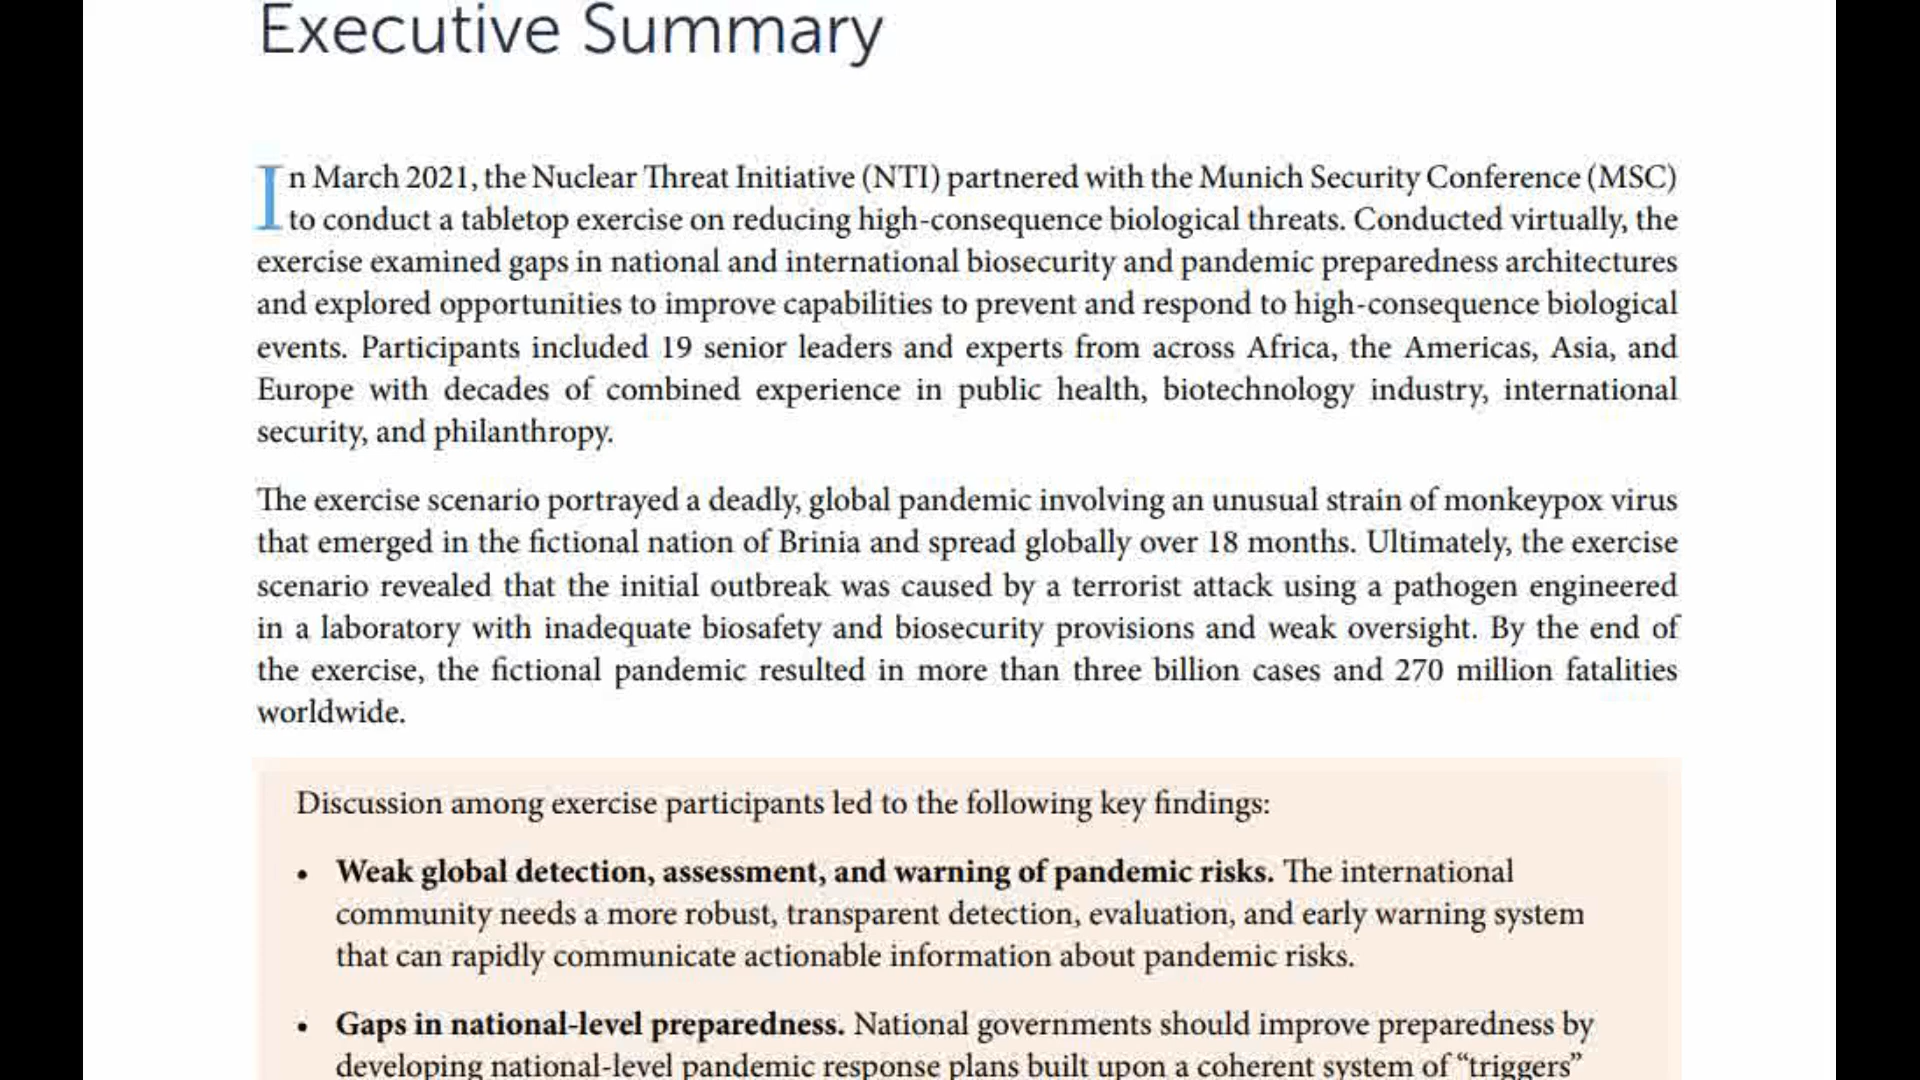 Executive Summary
In March 2021, the Nuclear Threat Initiative (NTI) partnered with the Munich Security Conference (MSC)
to conduct a tabletop exercise on reducing high-consequence biological threats. Conducted virtually, the
exercise examined gaps in national and international biosecurity and pandemic preparedness architectures
and explored opportunities to improve capabilities to prevent and respond to high-consequence biological
events. Participants included 19 senior leaders and experts from across Africa, the Americas, Asia, and
Europe with decades of combined experience in public health, biotechnology industry, international
security, and philanthropy.
The exercise scenario portrayed a deadly, global pandemic involving an unusual strain of monkeypox virus
that emerged in the fictional nation of Brinia and spread globally over 18 months. Ultimately, the exercise
scenario revealed that the initial outbreak was caused by a terrorist attack using a pathogen engineered
in a laboratory with inadequate biosafety and biosecurity provisions and weak oversight. By the end of
the exercise, the fictional pandemic resulted in more than three billion cases and 270 million fatalities
worldwide.
Discussion among exercise participants led to the following key findings:
• Weak global detection, assessment, and warning of pandemic risks. The international
community needs a more robust, transparent detection, evaluation, and early warning system
that can rapidly communicate actionable information about pandemic risks.
• Gaps in national-level preparedness. National governments should improve preparedness by
developing national-level pandemic response plans built upon a coherent system of “triggers”